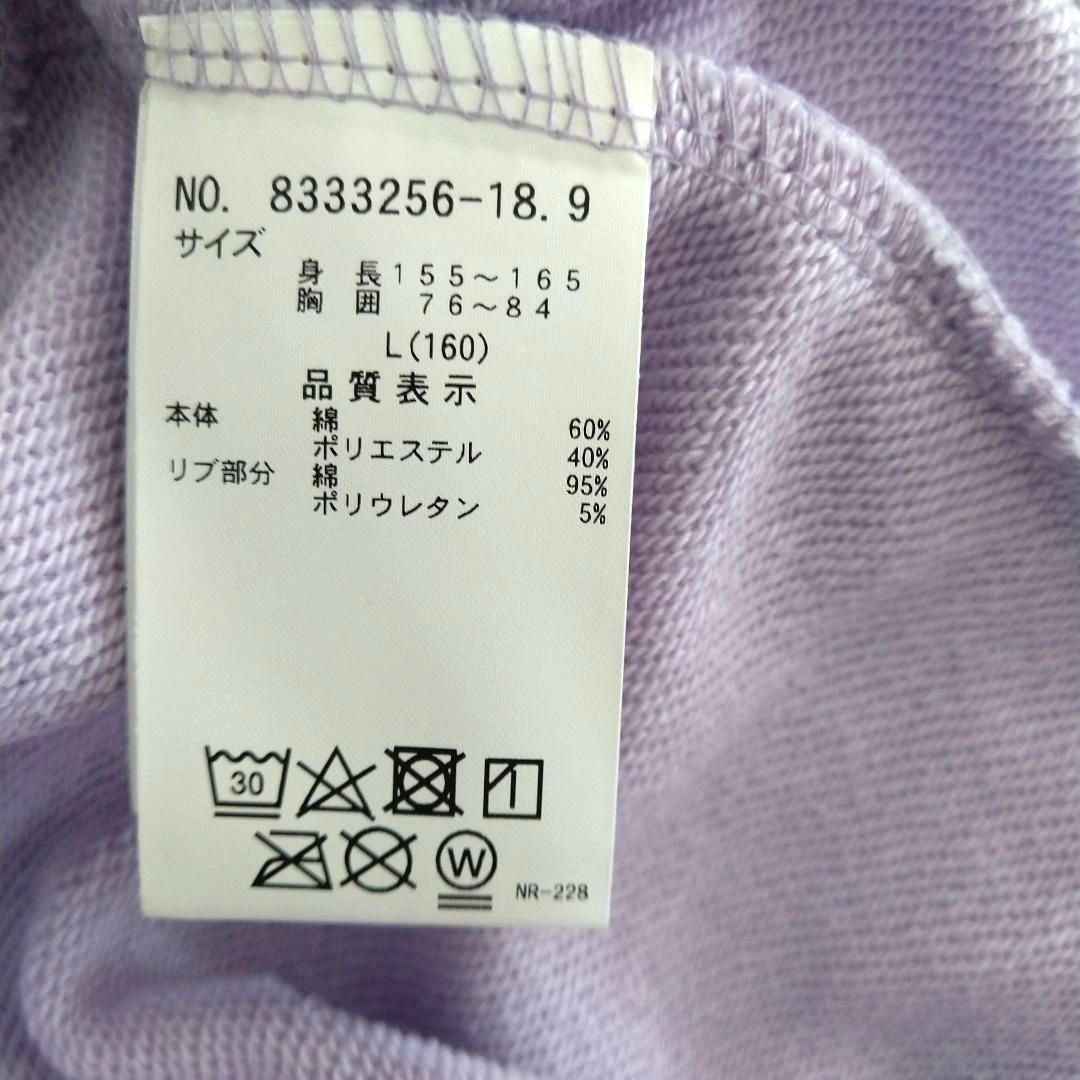 NO. 8333256-18.9
サイズ
身 長155～165
胸 囲 76～84
L(160)
品質表示
本体 綿 60%
ポリエステル 40%
リブ部分 綿 95%
ポリウレタン 5%
30
W
NR-228